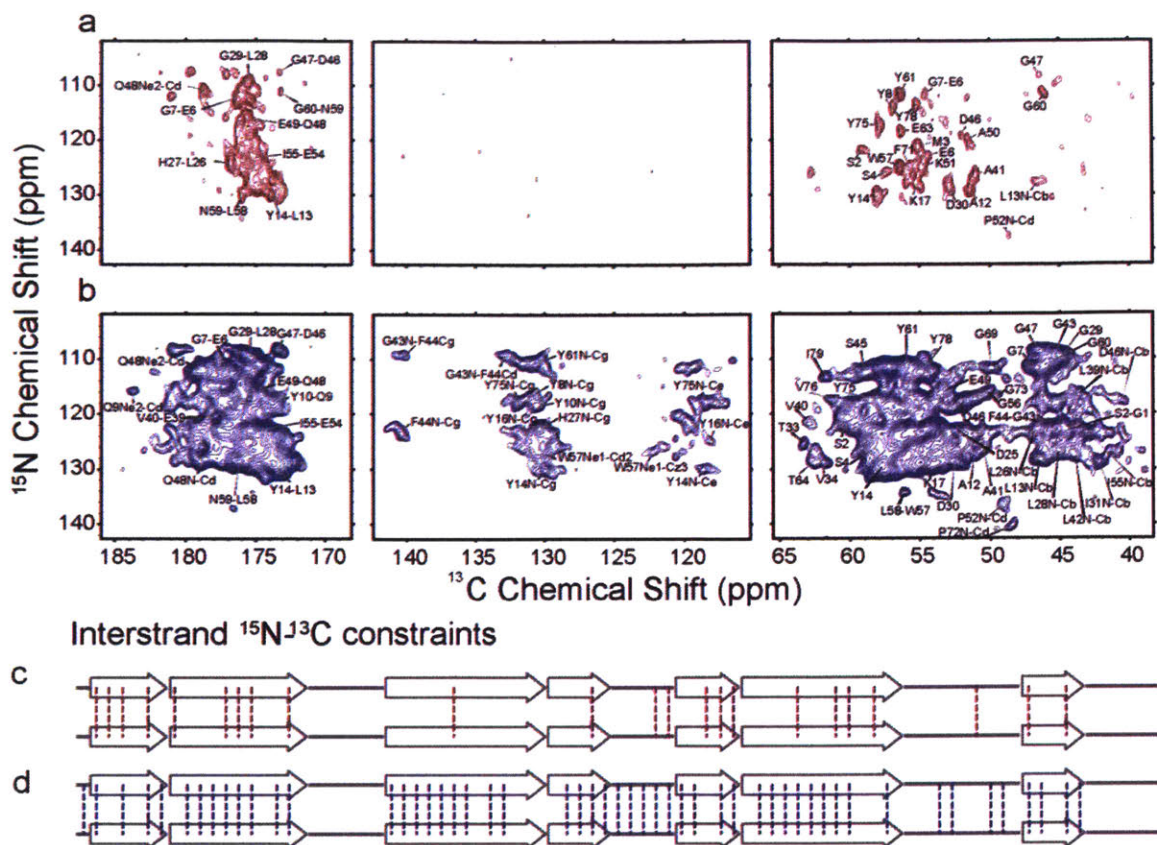 a
G29-L28
G47-D46
Q48Ne2-Cd
G7-E6
G60-N59
E49-Q48
I55-E54
H27-L26
N59-L58
Y14-L13
G47
Y61
G7-E6
Y8
G60
Y78
D46
Y75
E63
A50
M3
F71
E6
W57
S2
K51
S4
A41
L13N-Cb
Y14
K17
D30
A12
P52N-Cd
110
120
130
140
b
G29-L28
G47-D46
G7-E6
Q48Ne2-Cd
E49-Q48
Y10-Q9
Q9Ne2-Cd
V40-E39
I55-E54
Q48N-Cd
N59-L58
Y14-L13
G43N-F44Cg
Y61N-Cg
G43N-F44Cd
Y75N-Cg
Y8N-Cg
Y75N-Ce
Y10N-Cg
Y16N-Cg
H27N-Cg
F44N-Cg
Y16N-Ce
W57Ne1-Cd2
W57Ne1-Cz3
Y14N-Cg
Y14N-Ce
Y61
G47
G43
S45
Y78
G69
G29
G60
I79
G7
D46N-Cb
L39N-Cb
V76
Y75
E49
G73
G56
V40
S2-G1
D46
F44-G43
T33
S2
D25
S4
L26N-Cb
I55N-Cb
T64
V34
Y14
K17
A12
L13N-Cb
A41
L28N-Cb
I31N-Cb
L58-W57
D30
L42N-Cb
P52N-Cd
P72N-Cd
110
120
130
140
185 180 175 170
140 135 130 125 120
65 60 55 50 45 40
15N Chemical Shift (ppm)
13C Chemical Shift (ppm)
Interstrand 15N-13C constraints
c
d